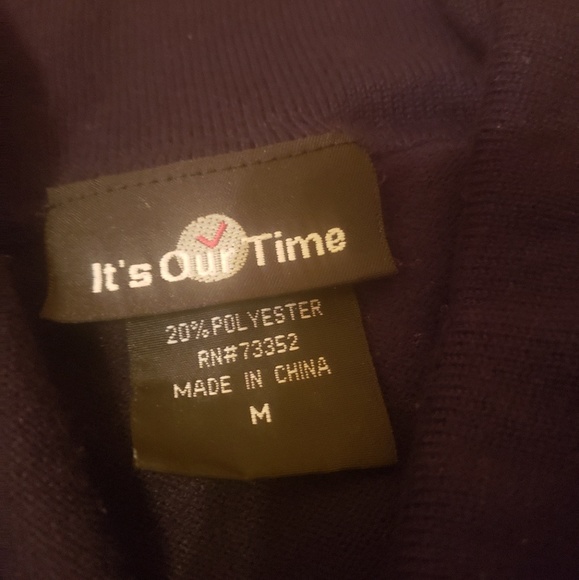 It's Our Time
20% POLYESTER
RN#73352
MADE IN CHINA
M